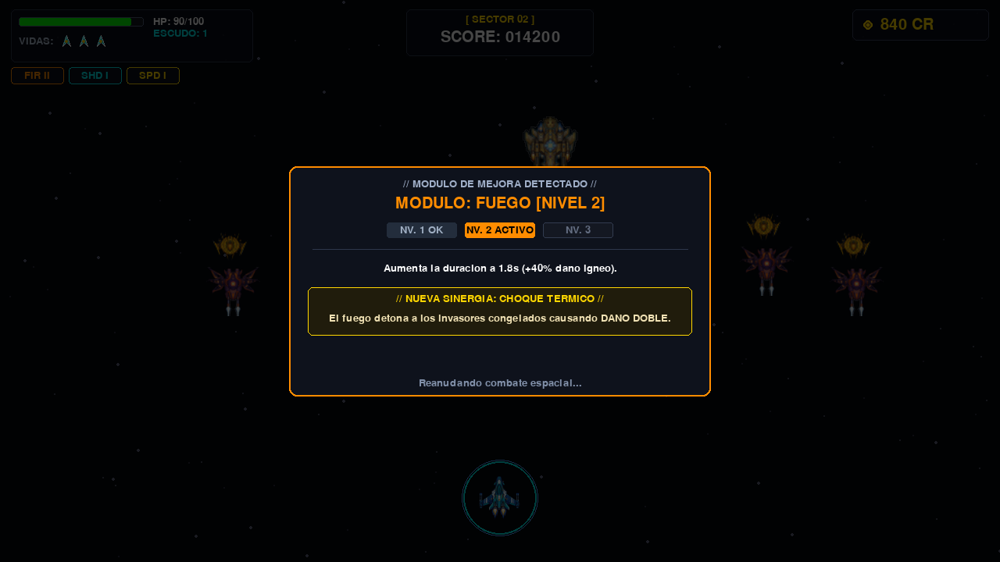 HP: 90/100
ESCUDO: 1
VIDAS:
FIR II
SHD I
SPD I
[ SECTOR 02 ]
SCORE: 014200
840 CR
// MODULO DE MEJORA DETECTADO //
MODULO: FUEGO [NIVEL 2]
NV. 1 OK
NV. 2 ACTIVO
NV. 3
Aumenta la duracion a 1.8s (+40% dano igneo).
// NUEVA SINERGIA: CHOQUE TERMICO //
El fuego detona a los invasores congelados causando DANO DOBLE.
Reanudando combate espacial...